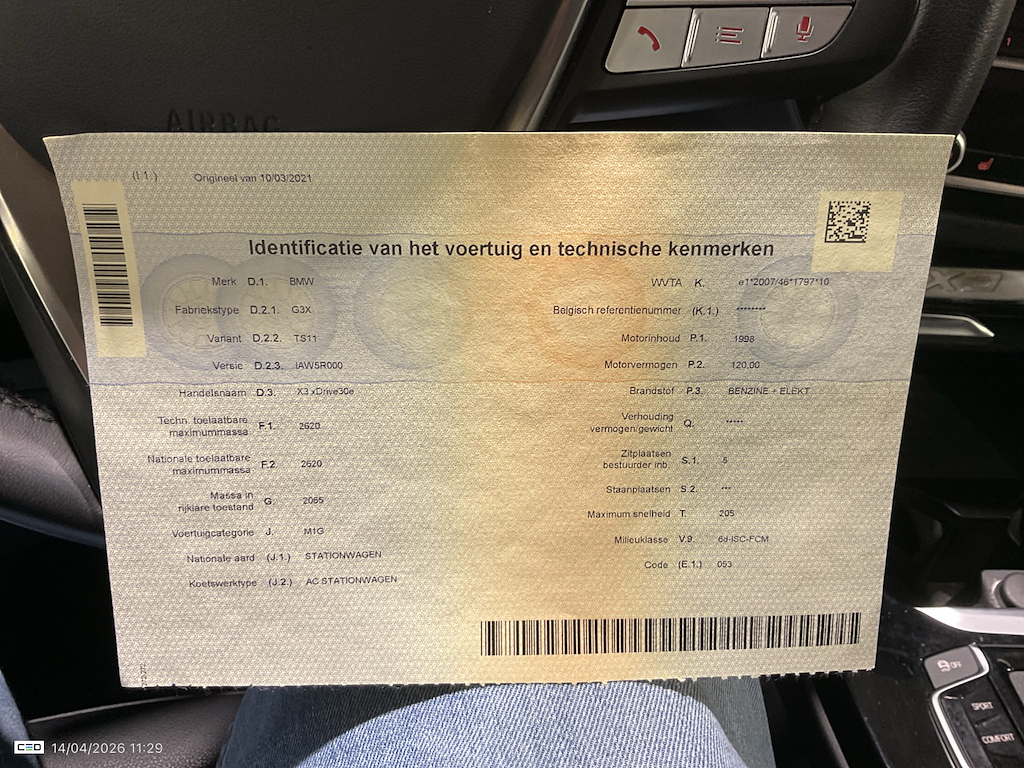 AIRBAG
(I.1.) Origineel van 10/03/2021
Identificatie van het voertuig en technische kenmerken
Merk D.1. BMW
Fabriekstype D.2.1. G3X
Variant D.2.2. TS11
Versie D.2.3. IAW5R000
Handelsnaam D.3. X3 xDrive30e
Techn. toelaatbare
maximummassa F.1. 2620
Nationale toelaatbare
maximummassa F.2. 2620
Massa in
rijklare toestand G. 2065
Voertuigcategorie J. M1G
Nationale aard (J.1.) STATIONWAGEN
Koetswerktype (J.2.) AC STATIONWAGEN
WVTA K. e1*2007/46*1797*10
Belgisch referentienummer (K.1.) ********
Motorinhoud P.1. 1998
Motorvermogen P.2. 120,00
Brandstof P.3. BENZINE + ELEKT
Verhouding
vermogen/gewicht Q. *****
Zitplaatsen
bestuurder inb. S.1. 5
Staanplaatsen S.2. ***
Maximum snelheid T. 205
Milieuklasse V.9. 6d-ISC-FCM
Code (E.1.) 053
OFF
SPORT
COMFORT
CEO 14/04/2026 11:29